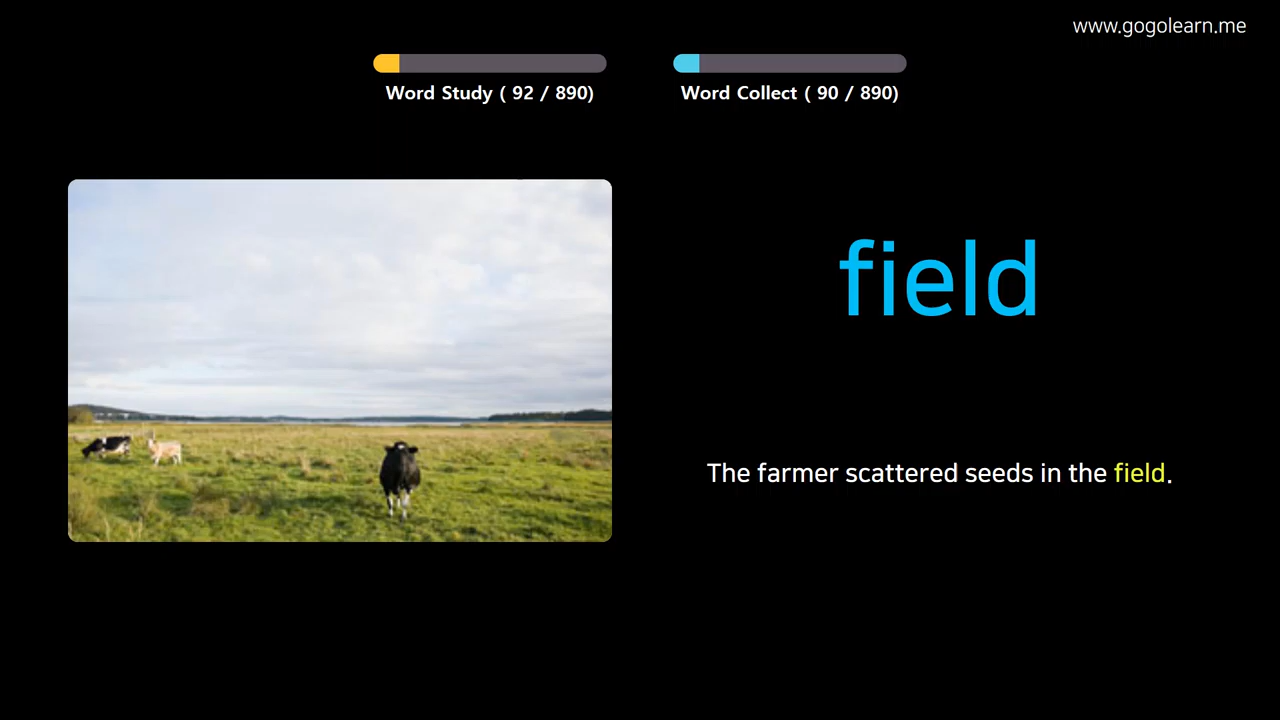 www.gogolearn.me
Word Study ( 92 / 890)
Word Collect ( 90 / 890)
field
The farmer scattered seeds in the field.